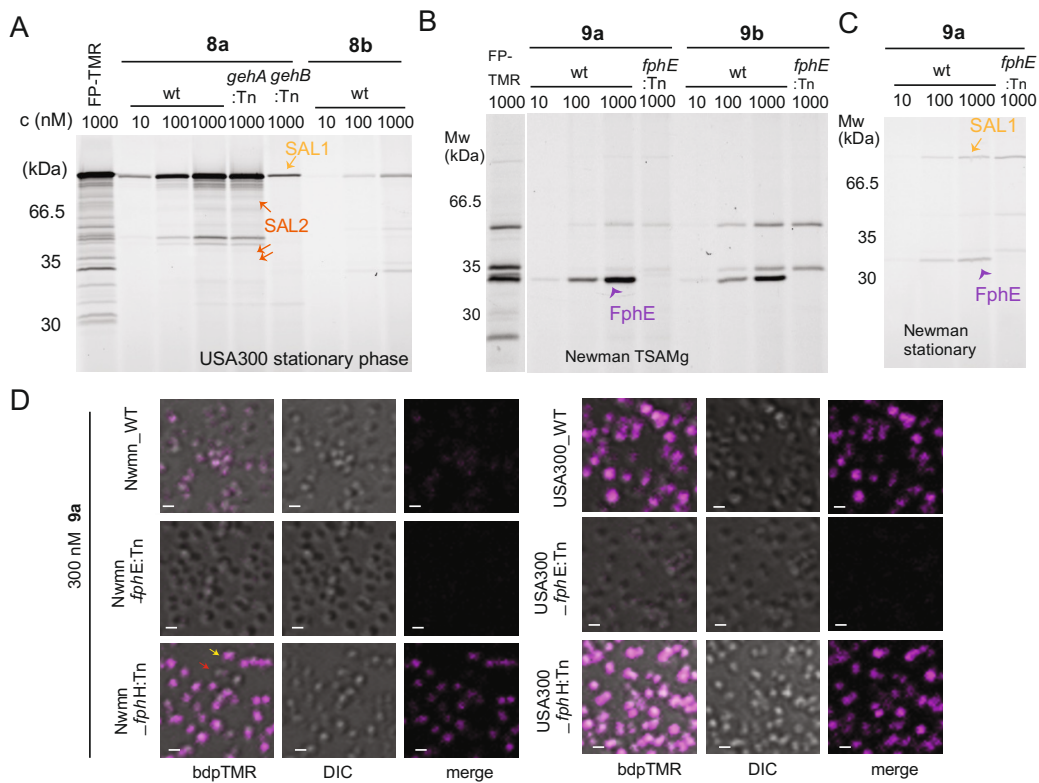 A
8a
8b
FP-TMR
wt
gehA
:Tn
gehB
:Tn
wt
c (nM)
1000
10
100
1000
1000
1000
10
100
1000
(kDa)
66.5
35
30
SAL1
SAL2
USA300 stationary phase
B
9a
9b
FP-
TMR
wt
fphE
:Tn
wt
fphE
:Tn
1000
10
100
1000
1000
10
100
1000
1000
Mw
(kDa)
66.5
35
30
FphE
Newman TSAMg
C
9a
wt
fphE
:Tn
10
100
1000
1000
Mw
(kDa)
66.5
35
30
SAL1
FphE
Newman
stationary
D
300 nM 9a
Nwmn_WT
Nwmn
_fphE:Tn
Nwmn
_fphH:Tn
bdpTMR
DIC
merge
USA300_WT
USA300
_fphE:Tn
USA300
_fphH:Tn
bdpTMR
DIC
merge